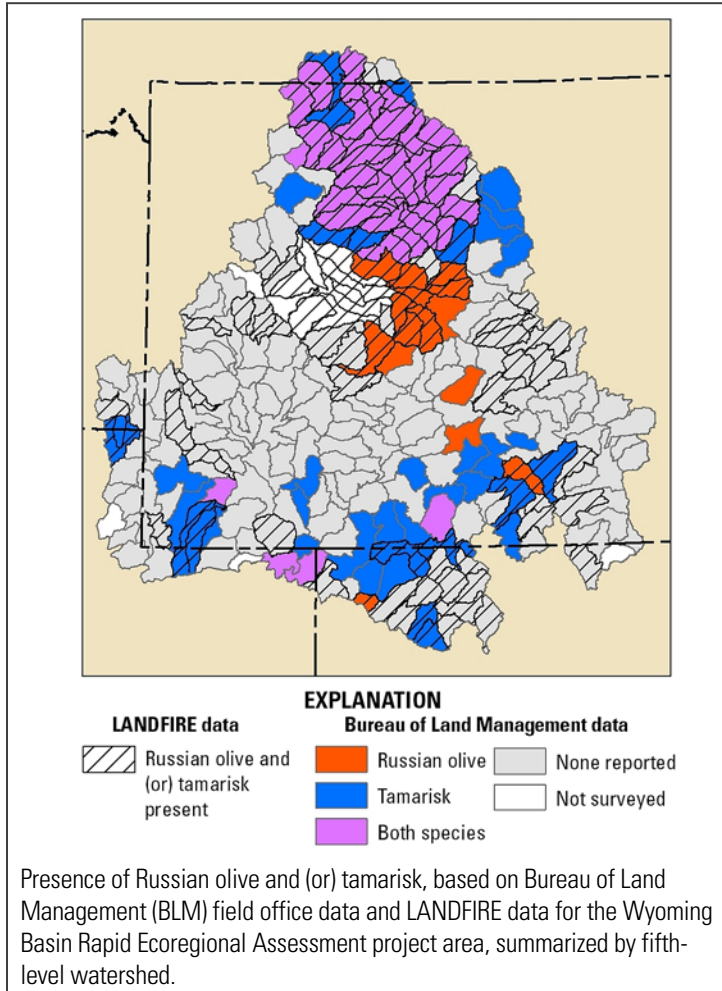 EXPLANATION
LANDFIRE data
Bureau of Land Management data
Russian olive and
(or) tamarisk
present
Russian olive
Tamarisk
Both species
None reported
Not surveyed
Presence of Russian olive and (or) tamarisk, based on Bureau of Land
Management (BLM) field office data and LANDFIRE data for the Wyoming
Basin Rapid Ecoregional Assessment project area, summarized by fifth-
level watershed.